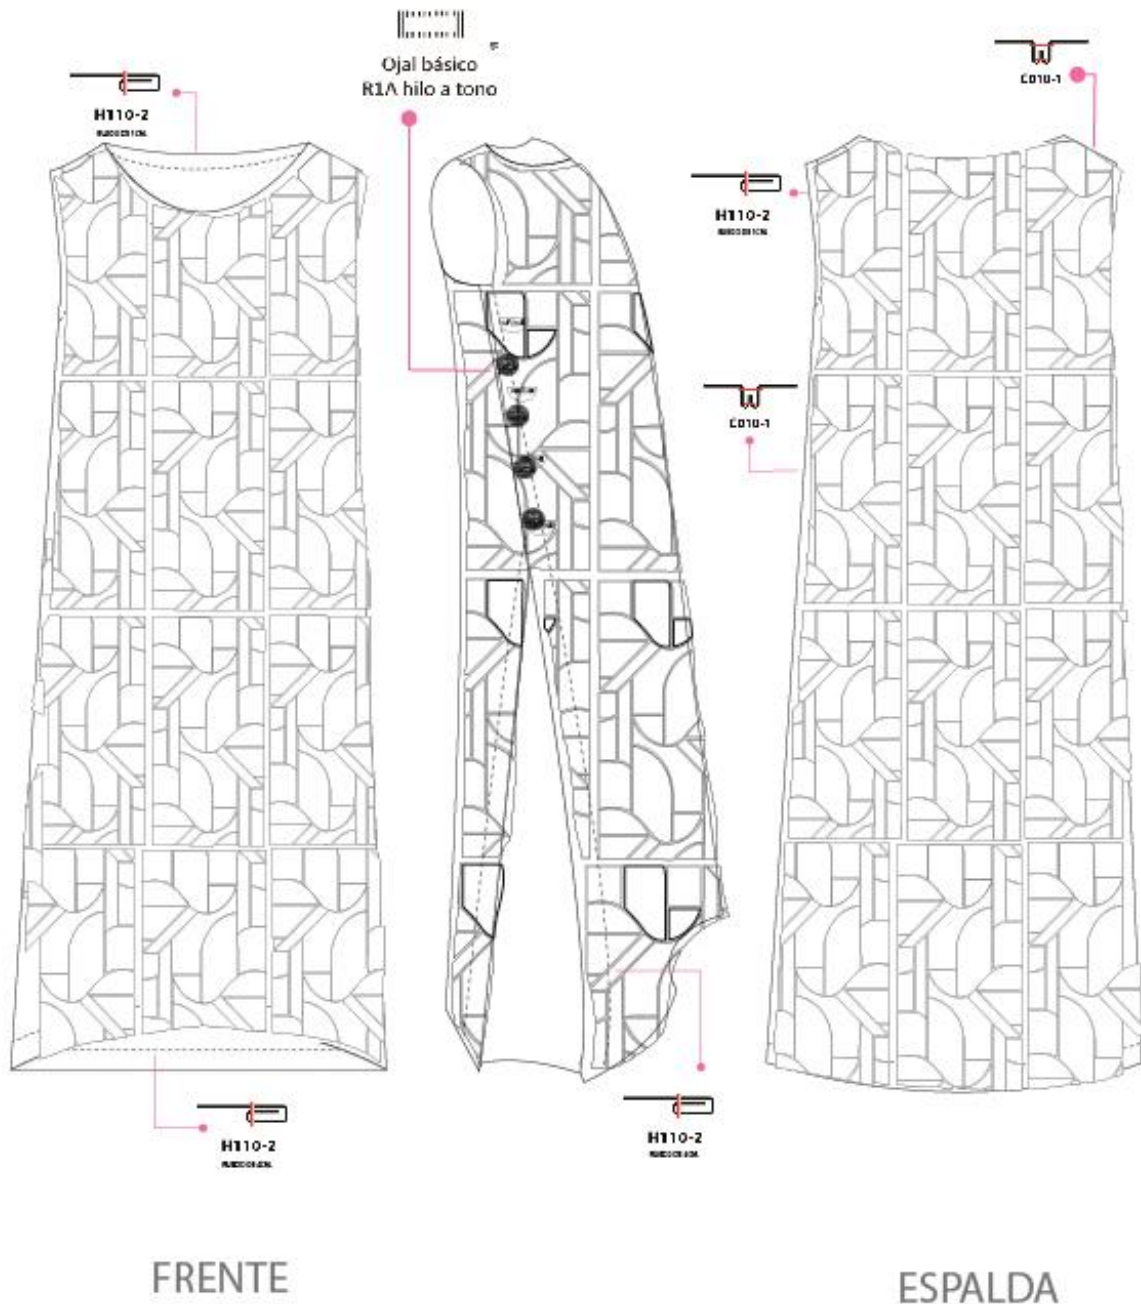 Ojal básico
R1A hilo a tono
H110-2
C010-1
H110-2
C010-1
H110-2
H110-2
FRENTE
ESPALDA